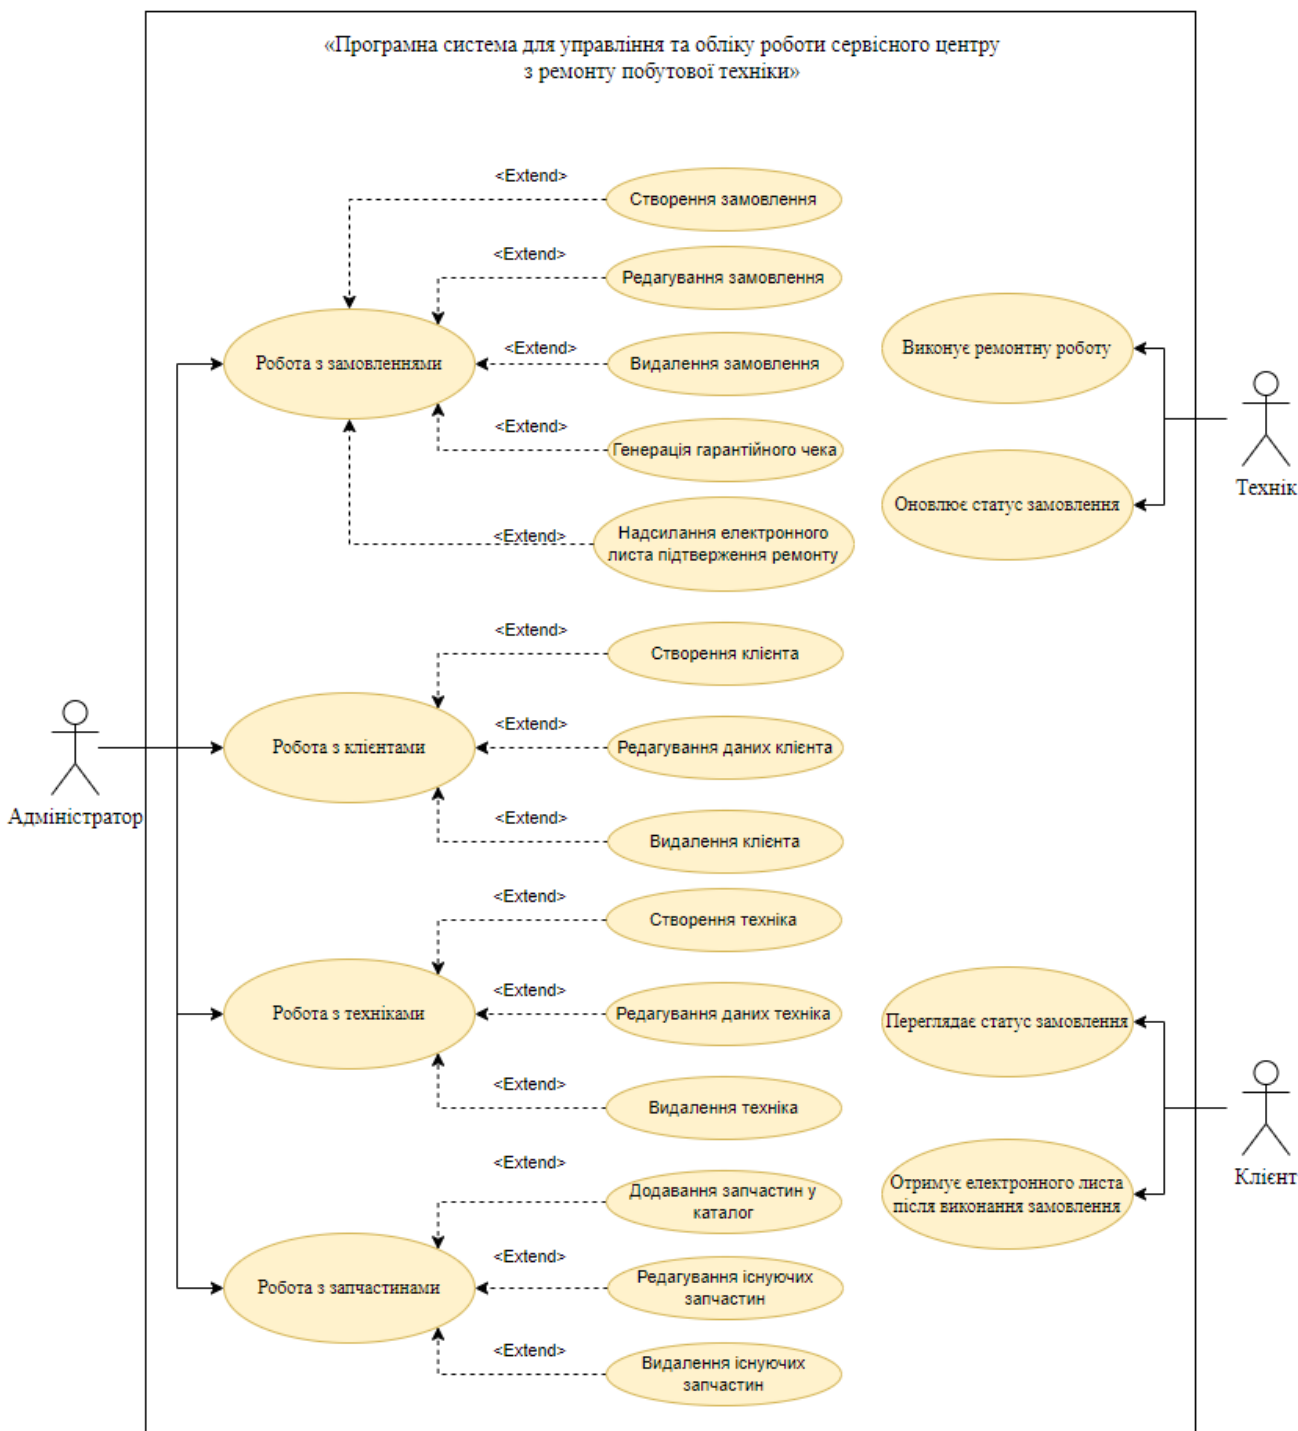 «Програмна система для управління та обліку роботи сервісного центру
з ремонту побутової техніки»
<Extend>
Створення замовлення
<Extend>
Редагування замовлення
<Extend>
Видалення замовлення
Робота з замовленнями
<Extend>
Генерація гарантійного чека
<Extend>
Надсилання електронного
листа підтверження ремонту
Виконує ремонтну роботу
Оновлює статус замовлення
Технік
<Extend>
Створення клієнта
<Extend>
Редагування даних клієнта
Робота з клієнтами
Адміністратор
<Extend>
Видалення клієнта
<Extend>
Створення техніка
<Extend>
Редагування даних техніка
Робота з техніками
<Extend>
Видалення техніка
Переглядає статус замовлення
Отримує електронного листа
після виконання замовлення
Клієнт
<Extend>
Додавання запчастин у
каталог
<Extend>
Редагування існуючих
запчастин
Робота з запчастинами
<Extend>
Видалення існуючих
запчастин